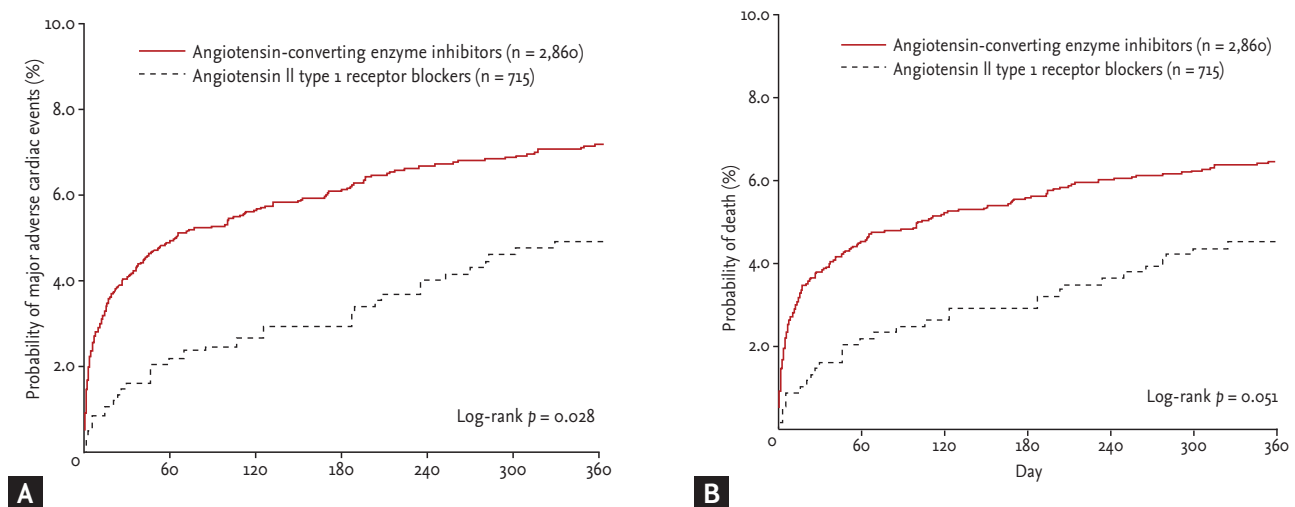 10.0
8.0
6.0
4.0
2.0
0
60
120
180
240
300
360
Probability of major adverse cardiac events (%)
Angiotensin-converting enzyme inhibitors (n = 2,860)
Angiotensin II type 1 receptor blockers (n = 715)
Log-rank p = 0.028
A
10.0
8.0
6.0
4.0
2.0
0
60
120
180
240
300
360
Probability of death (%)
Day
Angiotensin-converting enzyme inhibitors (n = 2,860)
Angiotensin II type 1 receptor blockers (n = 715)
Log-rank p = 0.051
B